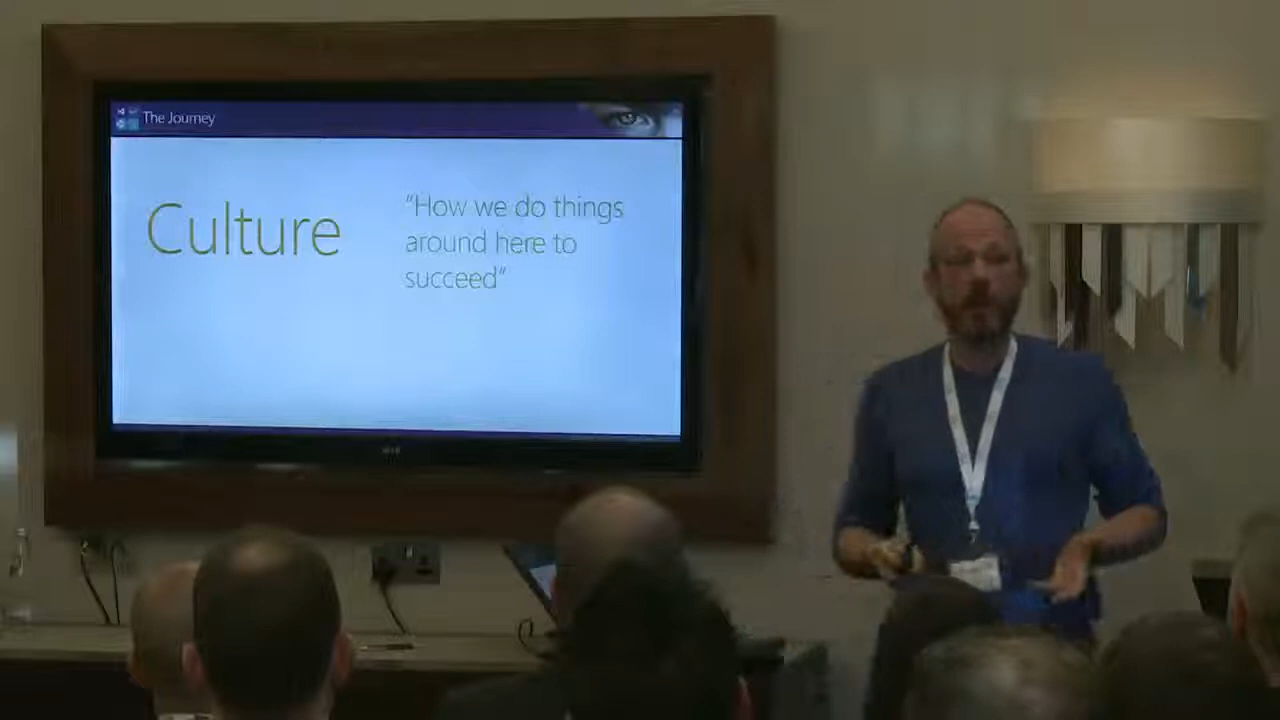 The Journey
Culture
“How we do things
around here to
succeed”